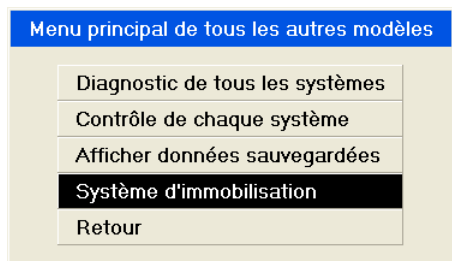 Menu principal de tous les autres modèles
Diagnostic de tous les systèmes
Contrôle de chaque système
Afficher données sauvegardées
Système d'immobilisation
Retour